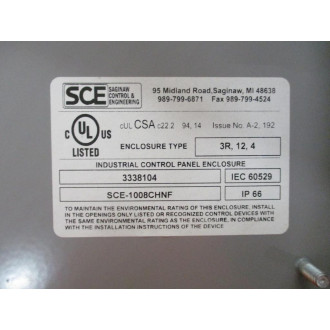 SCE SAGINAW CONTROL & ENGINEERING
95 Midland Road,Saginaw, MI 48638
989-799-6871 Fax 989-799-4524
c UL us LISTED
cUL CSA c22.2 94, 14 Issue No. A-2, 192
ENCLOSURE TYPE 3R, 12, 4
INDUSTRIAL CONTROL PANEL ENCLOSURE
3338104 IEC 60529
SCE-1008CHNF IP 66
TO MAINTAIN THE ENVIRONMENTAL RATING OF THIS ENCLOSURE, INSTALL
IN THE OPENINGS ONLY LISTED OR RECOGNIZED CONTROL DEVICES WITH
THE SAME ENVIRONMENTAL RATING AS THE ENCLOSURE, IN COMPLIANCE WITH
THE INSTALLATION INSTRUCTIONS OF THE DEVICE